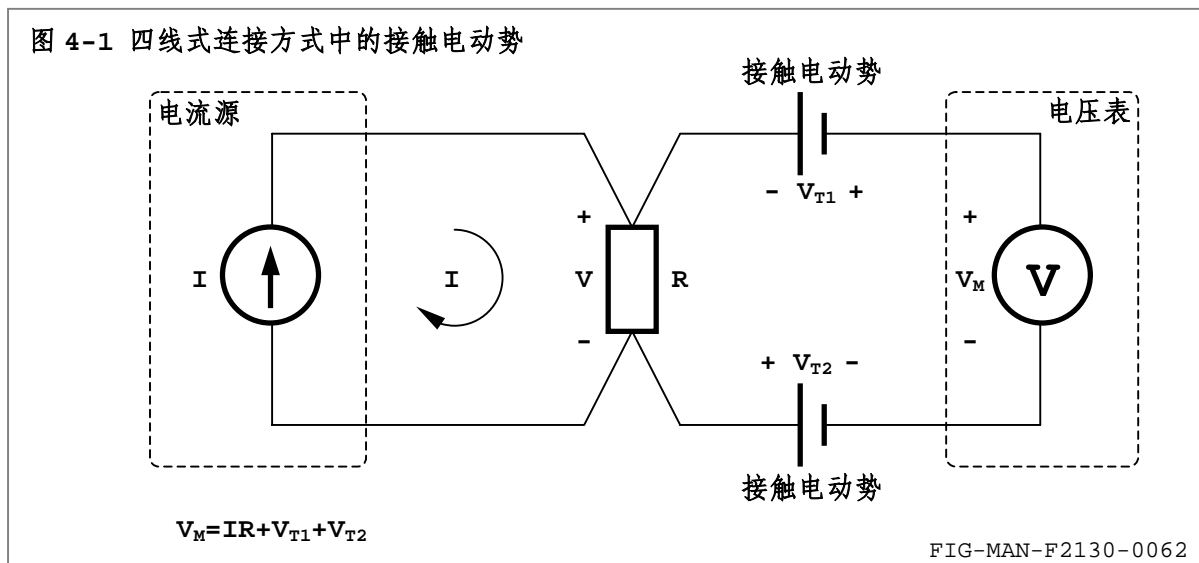 图 4-1 四线式连接方式中的接触电动势
接触电动势
电流源
电压表
- VT1 +
+
+
I
I
V
R
VM
V
-
-
+ VT2 -
接触电动势
VM=IR+VT1+VT2
FIG-MAN-F2130-0062